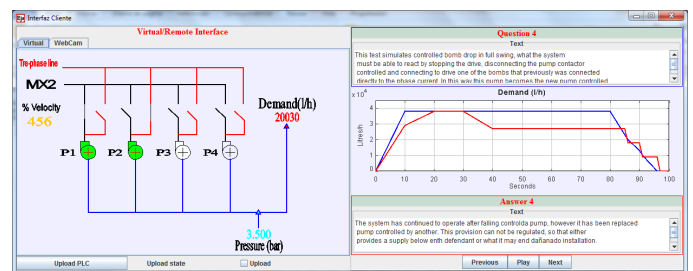 Interfaz Cliente
Virtual/Remote Interface
Virtual
WebCam
Tre-phase line
MX2
% Velocity
456
Demand(l/h)
20030
P1
P2
P3
P4
3.500
Pressure (bar)
Upload PLC
Upload state
Upload
Question 4
Text
This test simulates controlled bomb drop in full swing, what the system
must be able to react by stopping the drive, disconnecting the pump contactor
controlled and connecting to drive one of the bombs that previously was connected
directly to the phase current. In this way this pump becomes the new pump controlled
Demand (l/h)
x 10
4
Litres/h
4
3
2
1
0
0 10 20 30 40 50 60 70 80 90 100
Seconds
Answer 4
Text
The system has continued to operate after falling controlda pump, however it has been replaced
pump controlled by another. This provision can not be regulated, so that either
provides a supply below enth defendant or what it may end dañanado installation.
Previous
Play
Next